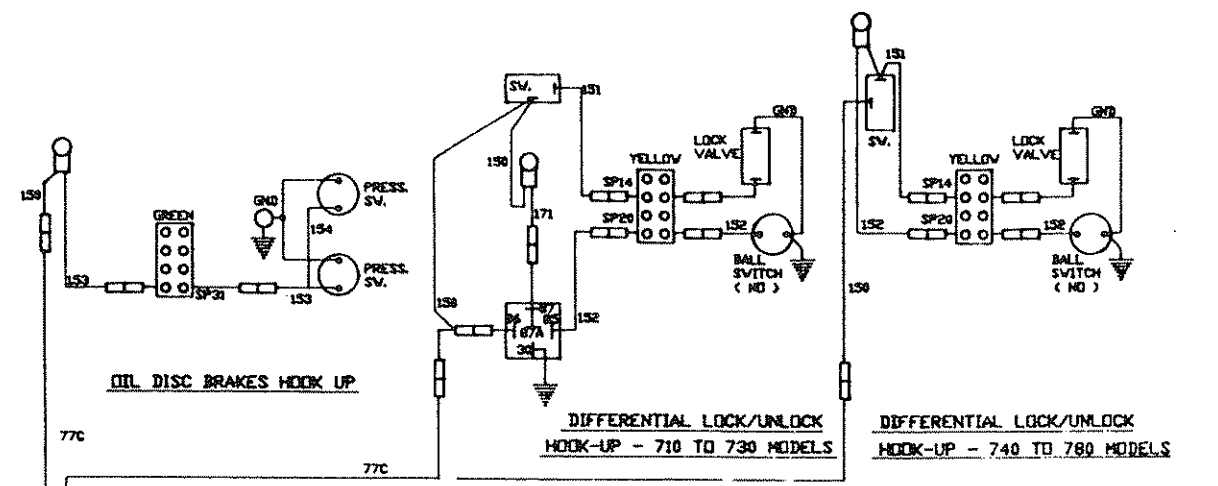 159
153
GREEN
SP31
153
154
GND
PRESS.
SW.
PRESS.
SW.
OIL DISC BRAKES HOOK UP
77C
77C
SW.
151
150
171
150
86
87
85
87A
30
152
SP14
SP20
YELLOW
LOCK
VALVE
GND
152
BALL
SWITCH
( NO )
DIFFERENTIAL LOCK/UNLOCK
HOOK-UP - 710 TO 730 MODELS
151
SW.
152
150
SP14
SP20
YELLOW
LOCK
VALVE
GND
152
BALL
SWITCH
( NO )
DIFFERENTIAL LOCK/UNLOCK
HOOK-UP - 740 TO 780 MODELS